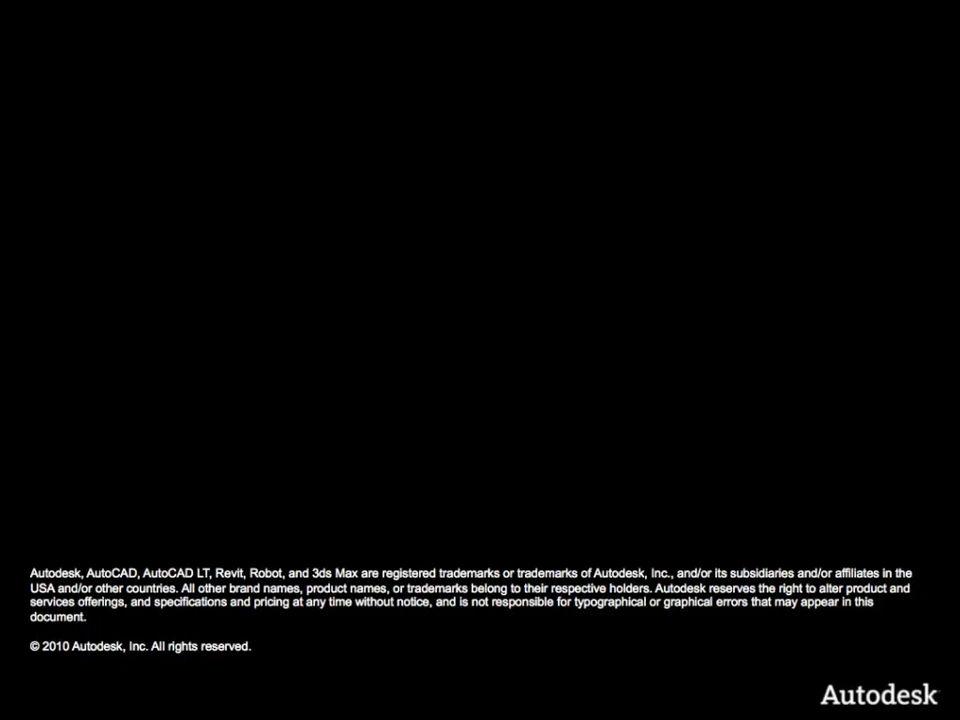 Autodesk, AutoCAD, AutoCAD LT, Revit, Robot, and 3ds Max are registered trademarks or trademarks of Autodesk, Inc., and/or its subsidiaries and/or affiliates in the
USA and/or other countries. All other brand names, product names, or trademarks belong to their respective holders. Autodesk reserves the right to alter product and
services offerings, and specifications and pricing at any time without notice, and is not responsible for typographical or graphical errors that may appear in this
document.
© 2010 Autodesk, Inc. All rights reserved.
Autodesk